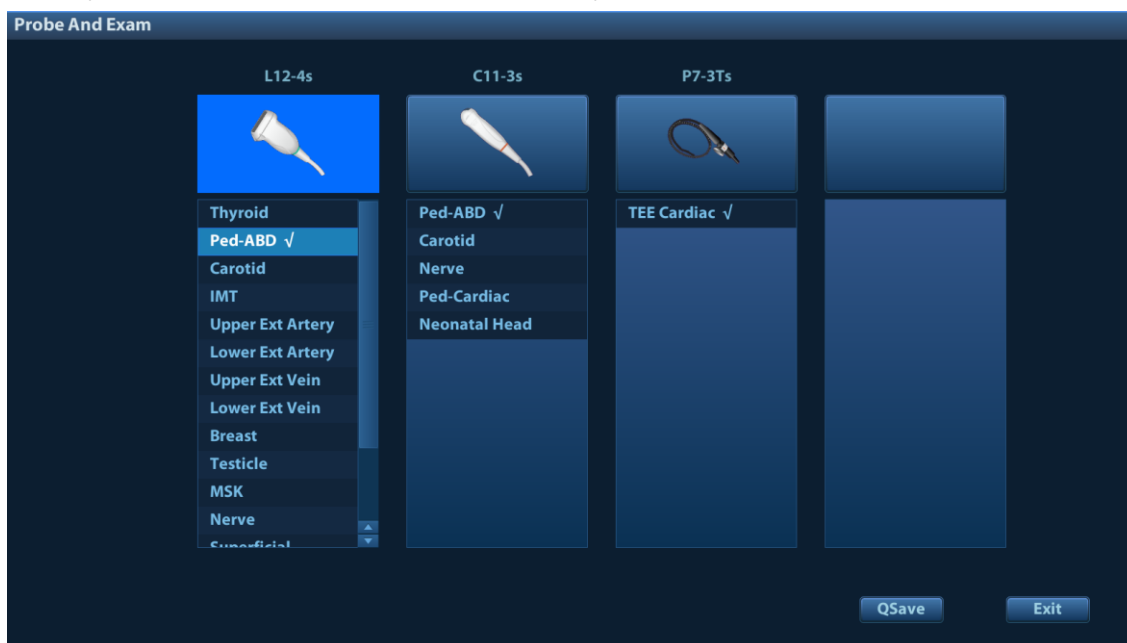 Probe And Exam
L12-4s
C11-3s
P7-3Ts
Thyroid
Ped-ABD √
Carotid
IMT
Upper Ext Artery
Lower Ext Artery
Upper Ext Vein
Lower Ext Vein
Breast
Testicle
MSK
Nerve
Superficial
Ped-ABD √
Carotid
Nerve
Ped-Cardiac
Neonatal Head
TEE Cardiac √
QSave
Exit